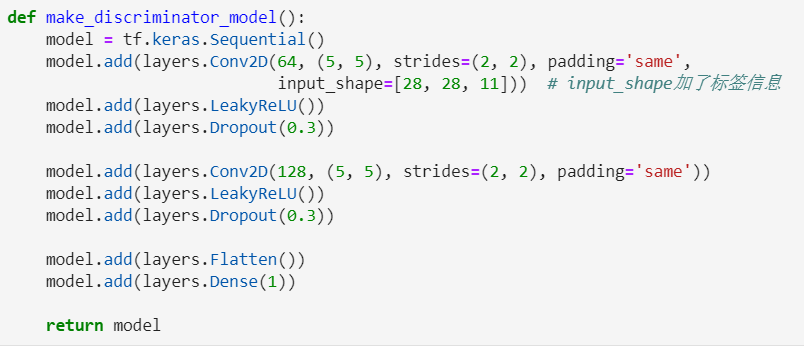 def make_discriminator_model():
    model = tf.keras.Sequential()
    model.add(layers.Conv2D(64, (5, 5), strides=(2, 2), padding='same',
                            input_shape=[28, 28, 11]))  # input_shape加了标签信息
    model.add(layers.LeakyReLU())
    model.add(layers.Dropout(0.3))

    model.add(layers.Conv2D(128, (5, 5), strides=(2, 2), padding='same'))
    model.add(layers.LeakyReLU())
    model.add(layers.Dropout(0.3))

    model.add(layers.Flatten())
    model.add(layers.Dense(1))

    return model